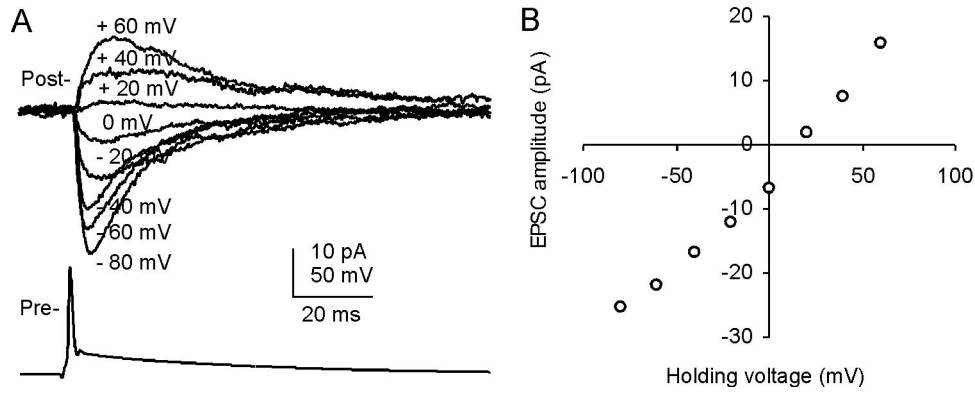 A
+ 60 mV
+ 40 mV
Post-
+ 20 mV
0 mV
- 20 mV
- 40 mV
- 60 mV
- 80 mV
10 pA
50 mV
20 ms
Pre-
B
EPSC amplitude (pA)
20
10
0
-10
-20
-30
-100
-50
0
50
100
Holding voltage (mV)